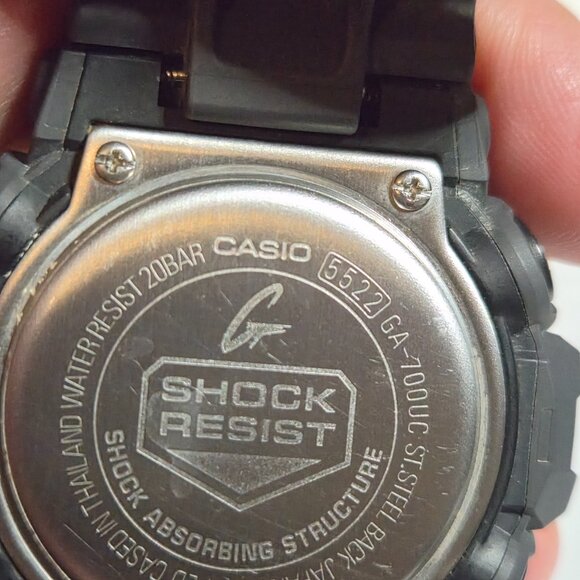 CASIO
5522 GA-700UC ST.STEEL BACK
CASED IN THAILAND WATER RESIST 20BAR
G
SHOCK
RESIST
SHOCK ABSORBING STRUCTURE